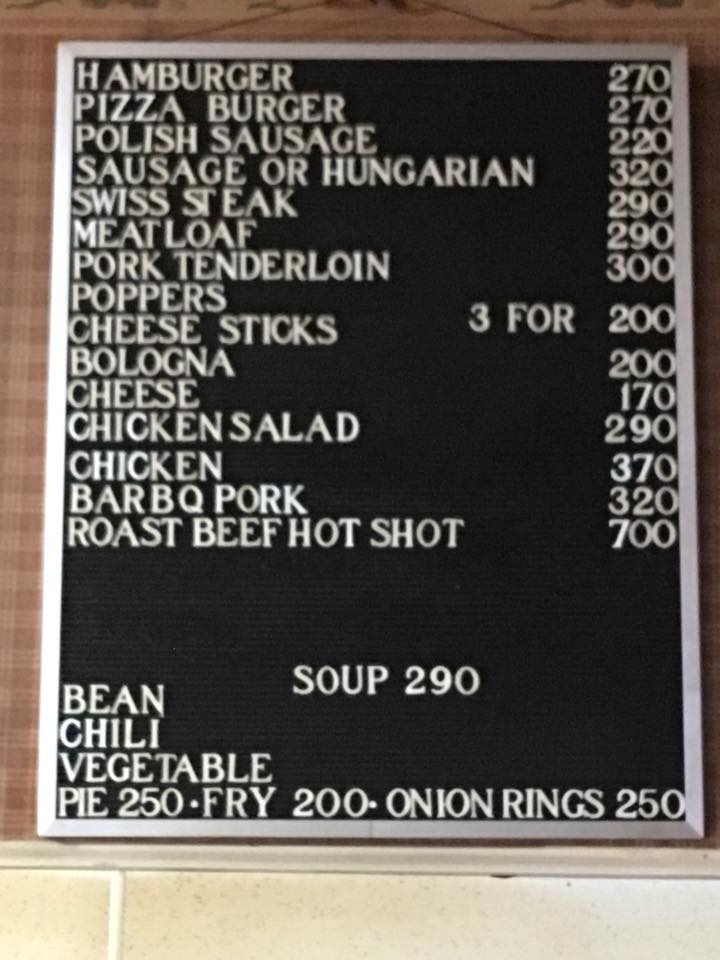 HAMBURGER 270
PIZZA BURGER 270
POLISH SAUSAGE 220
SAUSAGE OR HUNGARIAN 320
SWISS STEAK 290
MEATLOAF 290
PORK TENDERLOIN 300
POPPERS
CHEESE STICKS 3 FOR 200
BOLOGNA 200
CHEESE 170
CHICKEN SALAD 290
CHICKEN 370
BARBQ PORK 320
ROAST BEEF HOT SHOT 700
SOUP 290
BEAN
CHILI
VEGETABLE
PIE 250·FRY 200·ONION RINGS 250